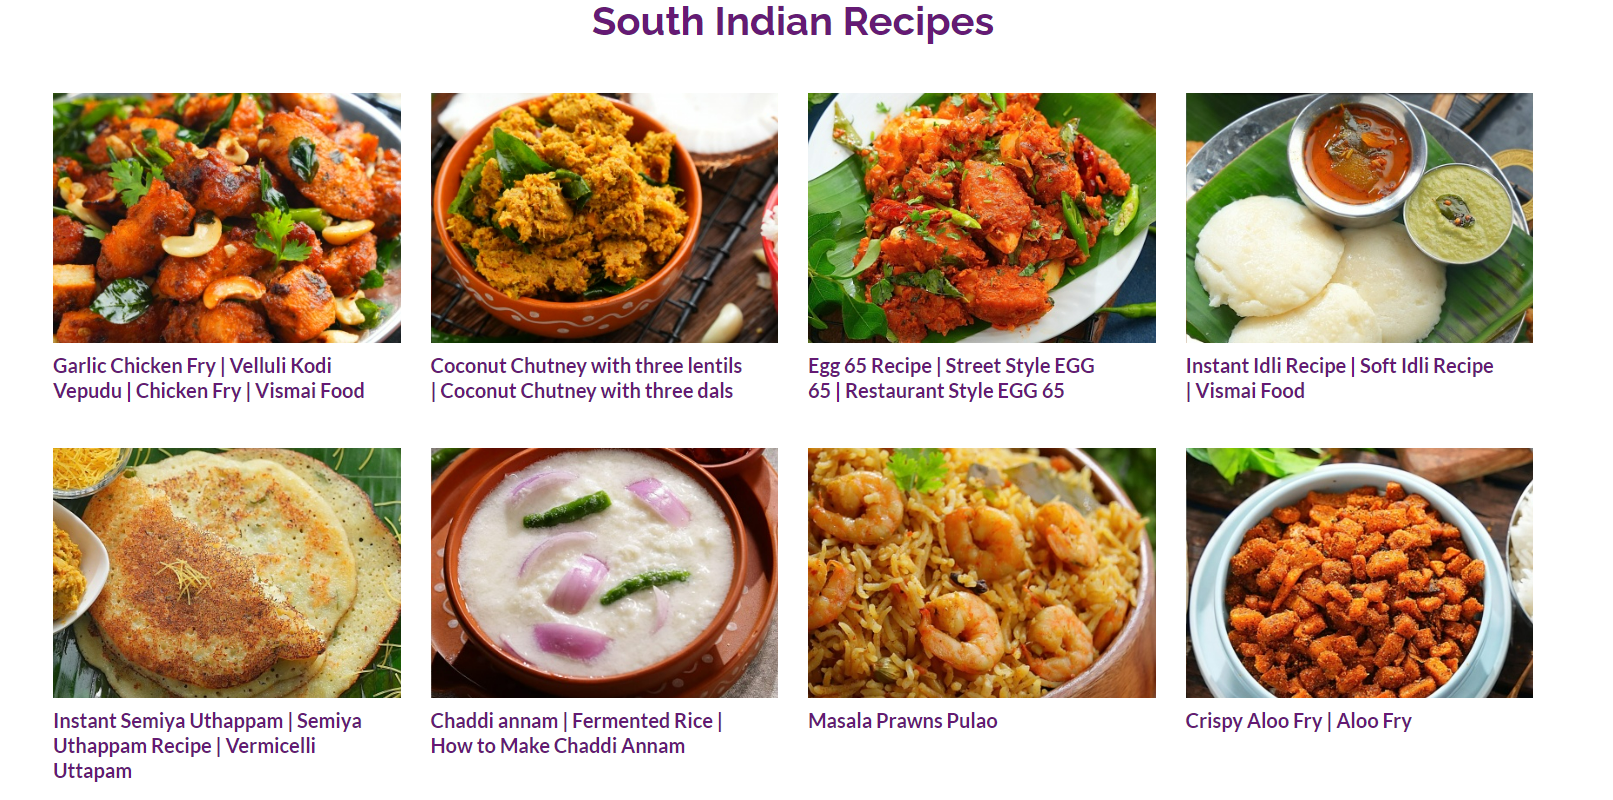 South Indian Recipes
Garlic Chicken Fry | Velluli Kodi
Vepudu | Chicken Fry | Vismai Food
Coconut Chutney with three lentils
| Coconut Chutney with three dals
Egg 65 Recipe | Street Style EGG
65 | Restaurant Style EGG 65
Instant Idli Recipe | Soft Idli Recipe
| Vismai Food
Instant Semiya Uthappam | Semiya
Uthappam Recipe | Vermicelli
Uttapam
Chaddi annam | Fermented Rice |
How to Make Chaddi Annam
Masala Prawns Pulao
Crispy Aloo Fry | Aloo Fry